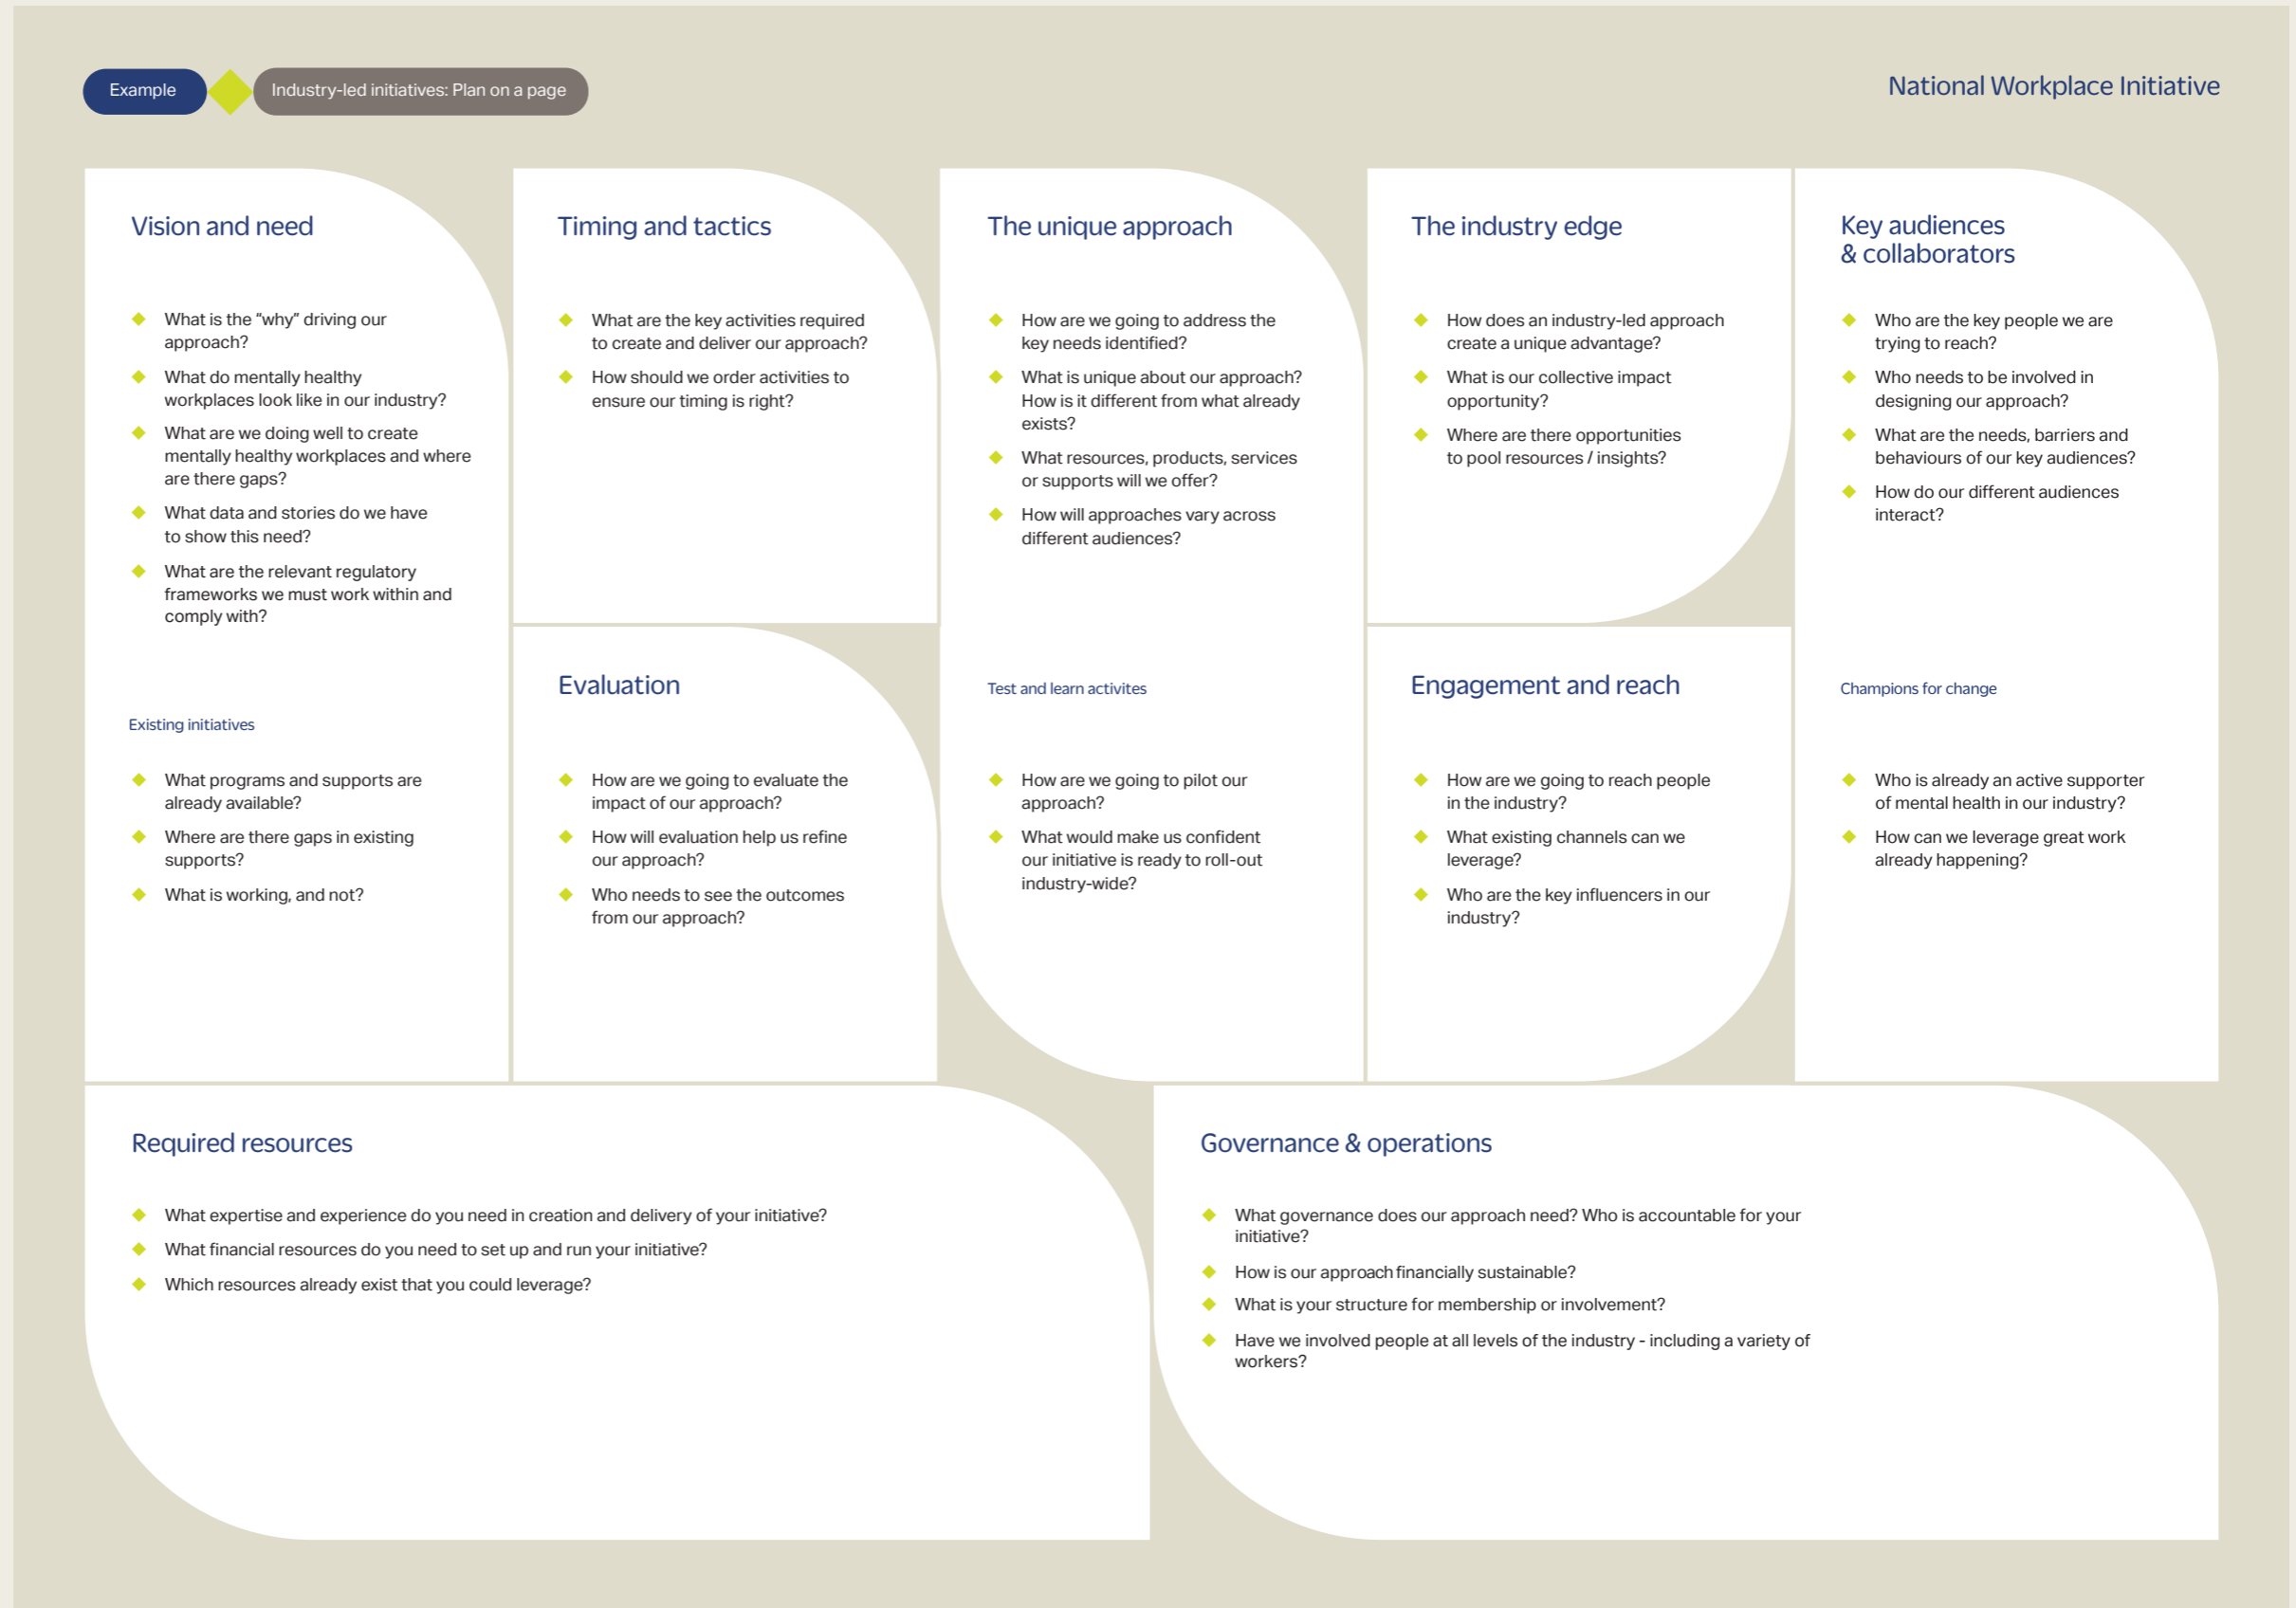 Example
Industry-led initiatives: Plan on a page
National Workplace Initiative
Vision and need
What is the “why” driving our
approach?
What do mentally healthy
workplaces look like in our industry?
What are we doing well to create
mentally healthy workplaces and where
are there gaps?
What data and stories do we have
to show this need?
What are the relevant regulatory
frameworks we must work within and
comply with?
Existing initiatives
What programs and supports are
already available?
Where are there gaps in existing
supports?
What is working, and not?
Timing and tactics
What are the key activities required
to create and deliver our approach?
How should we order activities to
ensure our timing is right?
Evaluation
How are we going to evaluate the
impact of our approach?
How will evaluation help us refine
our approach?
Who needs to see the outcomes
from our approach?
The unique approach
How are we going to address the
key needs identified?
What is unique about our approach?
How is it different from what already
exists?
What resources, products, services
or supports will we offer?
How will approaches vary across
different audiences?
Test and learn activites
How are we going to pilot our
approach?
What would make us confident
our initiative is ready to roll-out
industry-wide?
The industry edge
How does an industry-led approach
create a unique advantage?
What is our collective impact
opportunity?
Where are there opportunities
to pool resources / insights?
Engagement and reach
How are we going to reach people
in the industry?
What existing channels can we
leverage?
Who are the key influencers in our
industry?
Key audiences
& collaborators
Who are the key people we are
trying to reach?
Who needs to be involved in
designing our approach?
What are the needs, barriers and
behaviours of our key audiences?
How do our different audiences
interact?
Champions for change
Who is already an active supporter
of mental health in our industry?
How can we leverage great work
already happening?
Required resources
What expertise and experience do you need in creation and delivery of your initiative?
What financial resources do you need to set up and run your initiative?
Which resources already exist that you could leverage?
Governance & operations
What governance does our approach need? Who is accountable for your
initiative?
How is our approach financially sustainable?
What is your structure for membership or involvement?
Have we involved people at all levels of the industry - including a variety of
workers?